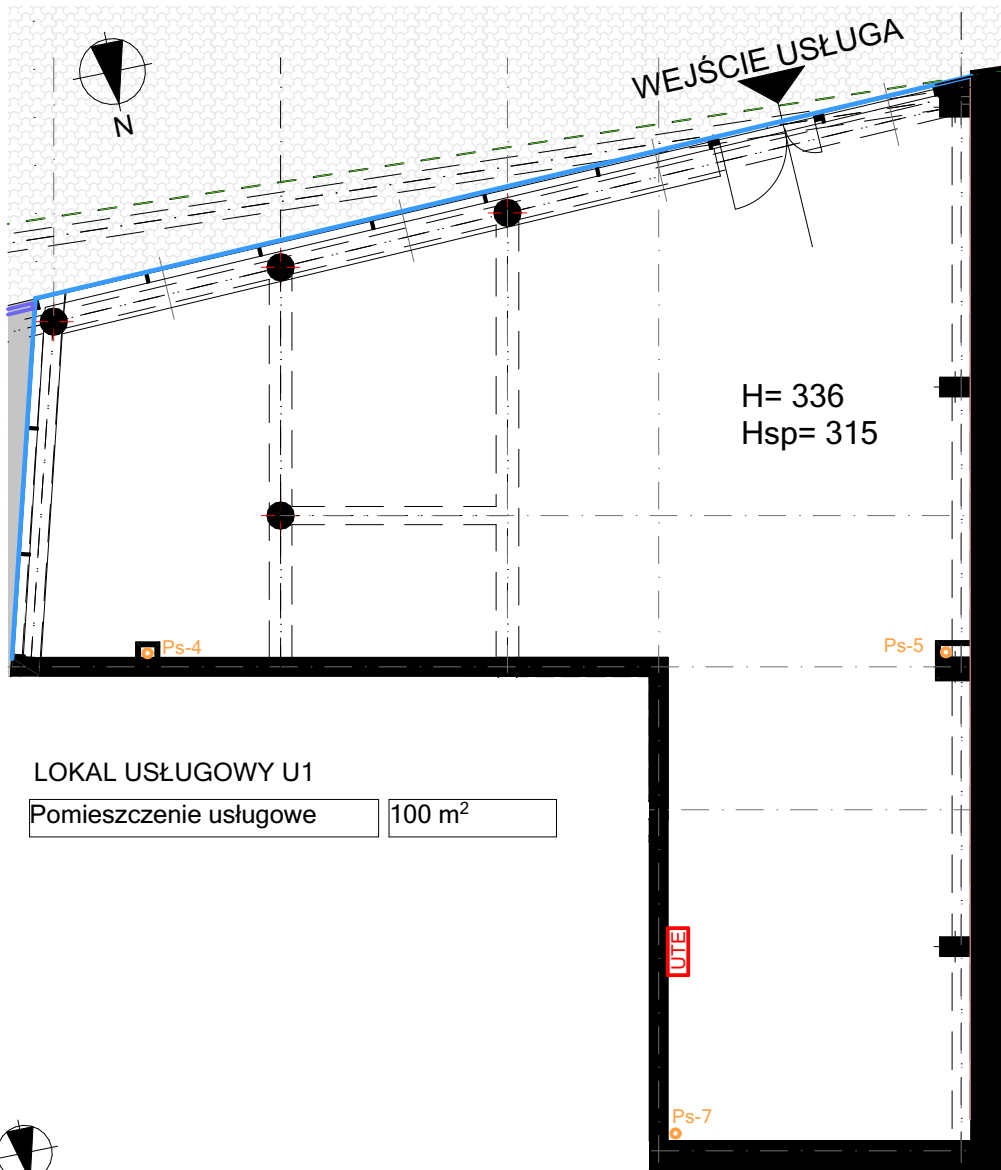 WEJŚCIE USŁUGA
N
H= 336
Hsp= 315
Ps-4
Ps-5
LOKAL USŁUGOWY U1
Pomieszczenie usługowe 100 m²
UTE
Ps-7